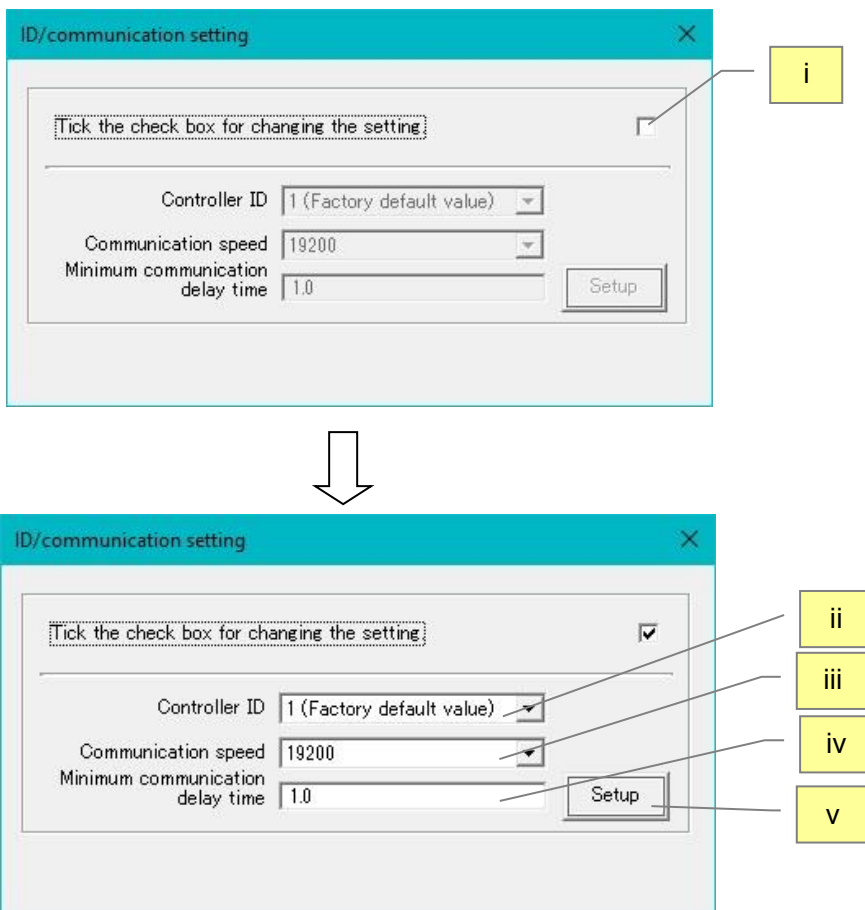 ID/communication setting
i
Tick the check box for changing the setting.
Controller ID 1 (Factory default value)
Communication speed 19200
Minimum communication
delay time 1.0
Setup
ID/communication setting
Tick the check box for changing the setting.
ii
iii
Controller ID 1 (Factory default value)
iv
Communication speed 19200
Minimum communication
delay time 1.0
Setup
v